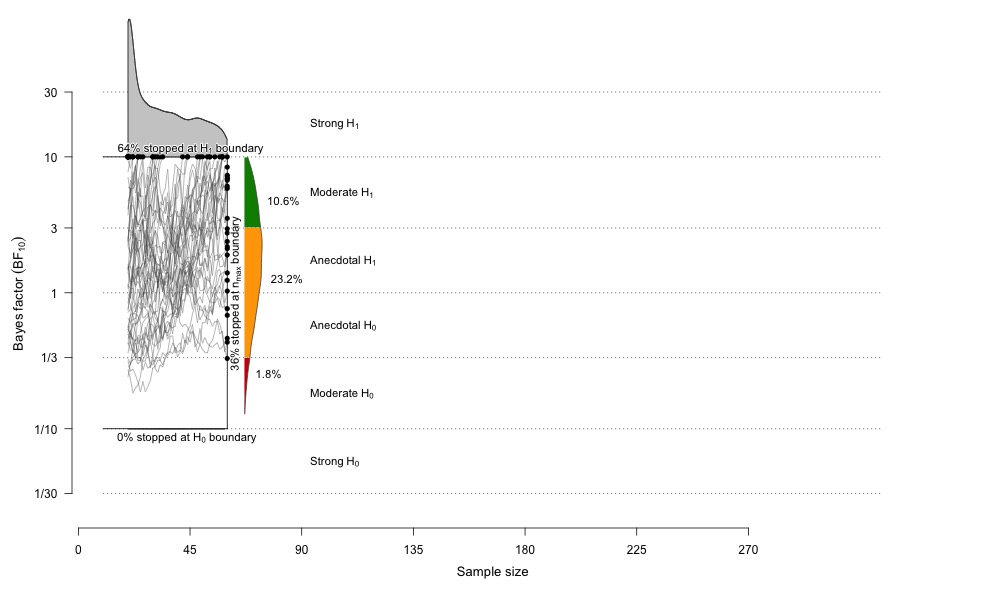 30
Strong H₁
64% stopped at H₁ boundary
10
Moderate H₁
10.6%
3
Anecdotal H₁
23.2%
36% stopped at nₘₐₓ boundary
Bayes factor (BF₁₀)
1
Anecdotal H₀
1/3
1.8%
Moderate H₀
1/10
0% stopped at H₀ boundary
Strong H₀
1/30
0 45 90 135 180 225 270
Sample size